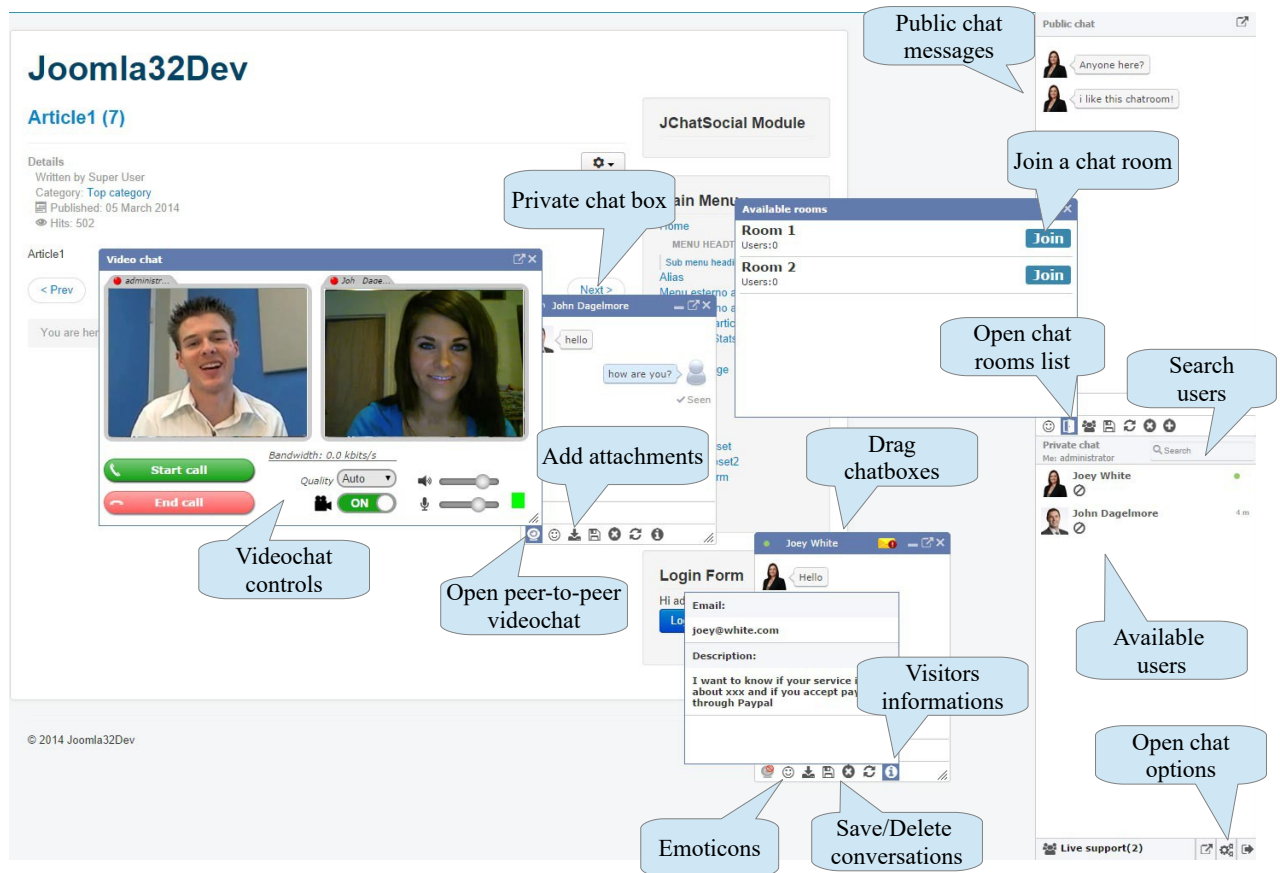 Joomla32Dev
Article1 (7)
Details
Written by Super User
Category: Top category
Published: 05 March 2014
Hits: 502
Article1
< Prev
Next >
You are her
JChatSocial Module
ain Menu
Home
MENU HEADT
Sub menu headi
Alias
Menu esterno a
Login Form
Hi ad
© 2014 Joomla32Dev
Video chat
administr...
Joh Dage...
Start call
End call
Bandwidth: 0.0 kbits/s
Quality
Auto
ON
Videochat
controls
Private chat box
John Dagelmore
hello
how are you?
Seen
Add attachments
Open peer-to-peer
videochat
Available rooms
Room 1
Users:0
Join
Room 2
Users:0
Join
Join a chat room
Open chat
rooms list
Drag
chatboxes
Joey White
Hello
Email:
joey@white.com
Description:
I want to know if your service i
about xxx and if you accept pay
through Paypal
Visitors
informations
Emoticons
Save/Delete
conversations
Public chat
messages
Public chat
Anyone here?
i like this chatroom!
Search
users
Private chat
Me: administrator
Search
Joey White
John Dagelmore
4 m
Available
users
Open chat
options
Live support(2)